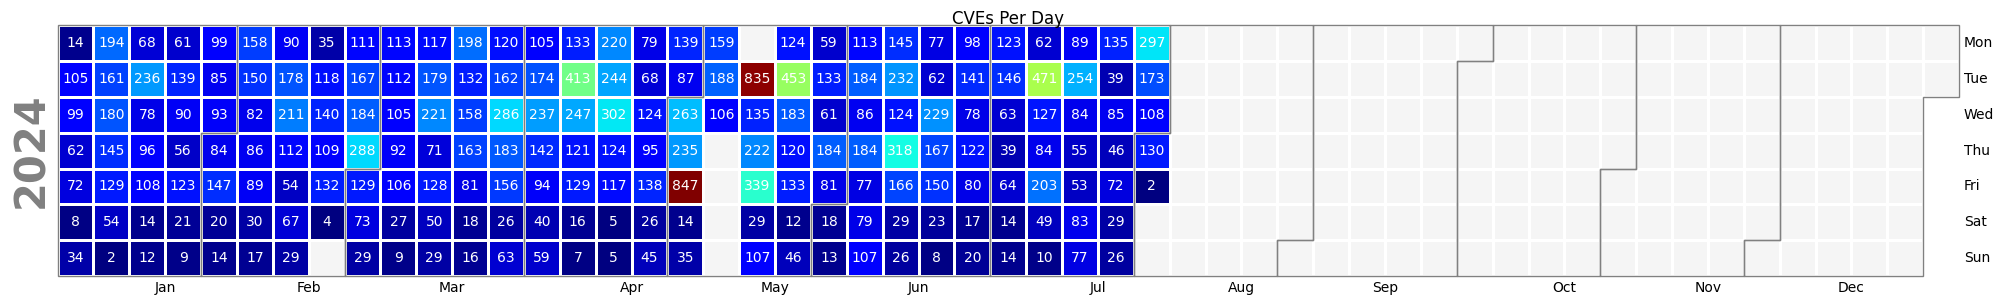 CVEs Per Day
14 194 68 61 99 158 90 35 111 113 117 198 120 105 133 220 79 139 159 124 59 113 145 77 98 123 62 89 135 297 Mon
105 161 236 139 85 150 178 118 167 112 179 132 162 174 413 244 68 87 188 835 453 133 184 232 62 141 146 471 254 39 173 Tue
99 180 78 90 93 82 211 140 184 105 221 158 286 237 247 302 124 263 106 135 183 61 86 124 229 78 63 127 84 85 108 Wed
62 145 96 56 84 86 112 109 288 92 71 163 183 142 121 124 95 235 222 120 184 184 318 167 122 39 84 55 46 130 Thu
72 129 108 123 147 89 54 132 129 106 128 81 156 94 129 117 138 847 339 133 81 77 166 150 80 64 203 53 72 2 Fri
8 54 14 21 20 30 67 4 73 27 50 18 26 40 16 5 26 14 29 12 18 79 29 23 17 14 49 83 29 Sat
34 2 12 9 14 17 29 29 9 29 16 63 59 7 5 45 35 107 46 13 107 26 8 20 14 10 77 26 Sun
2024
Jan Feb Mar Apr May Jun Jul Aug Sep Oct Nov Dec